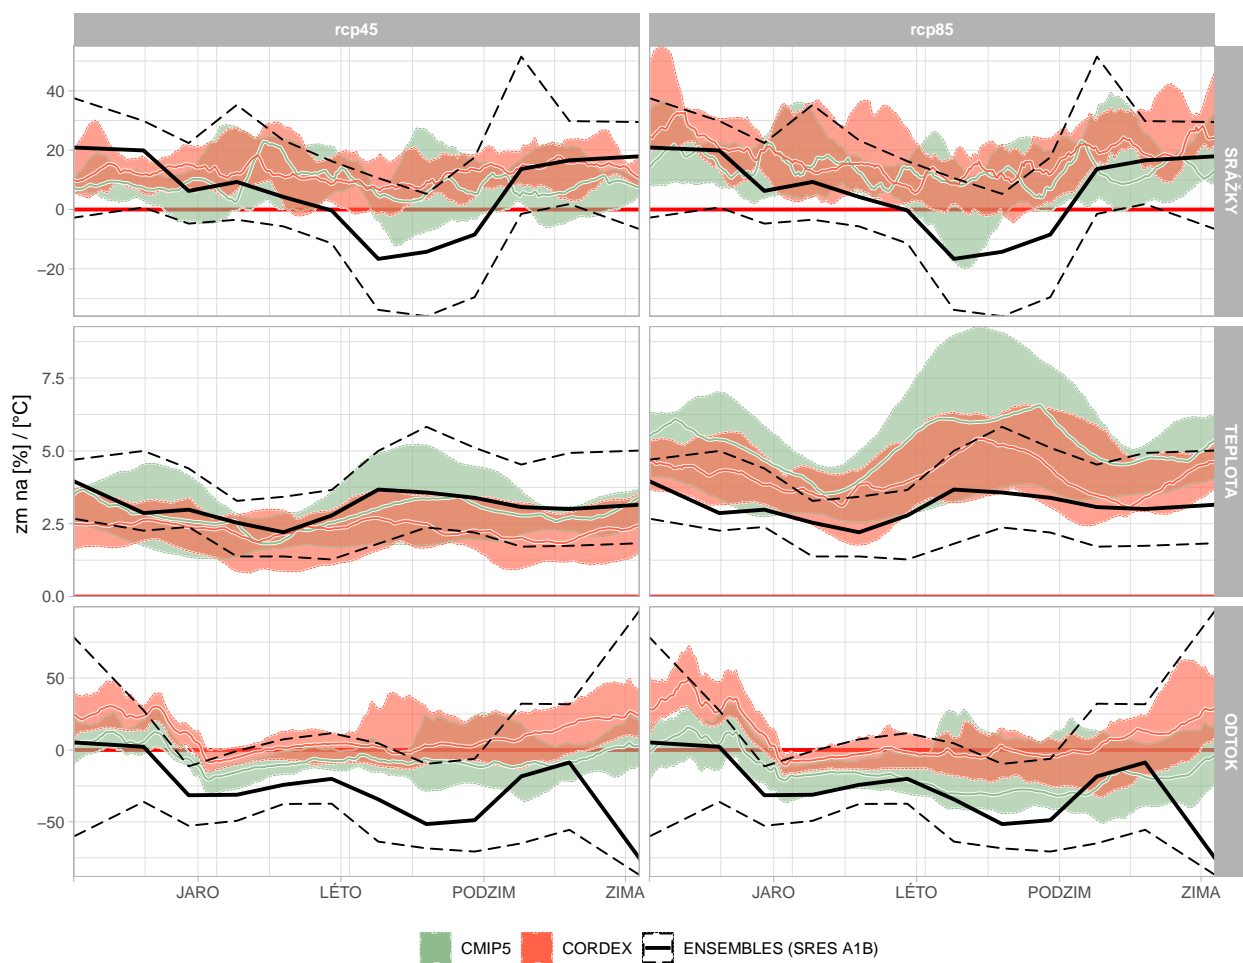 rcp45
rcp85
40
20
0
−20
SRÁŽKY
7.5
5.0
2.5
0.0
TEPLOTA
zm na [%] / [°C]
50
0
−50
ODTOK
JARO LÉTO PODZIM ZIMA
JARO LÉTO PODZIM ZIMA
CMIP5 CORDEX ENSEMBLES (SRES A1B)